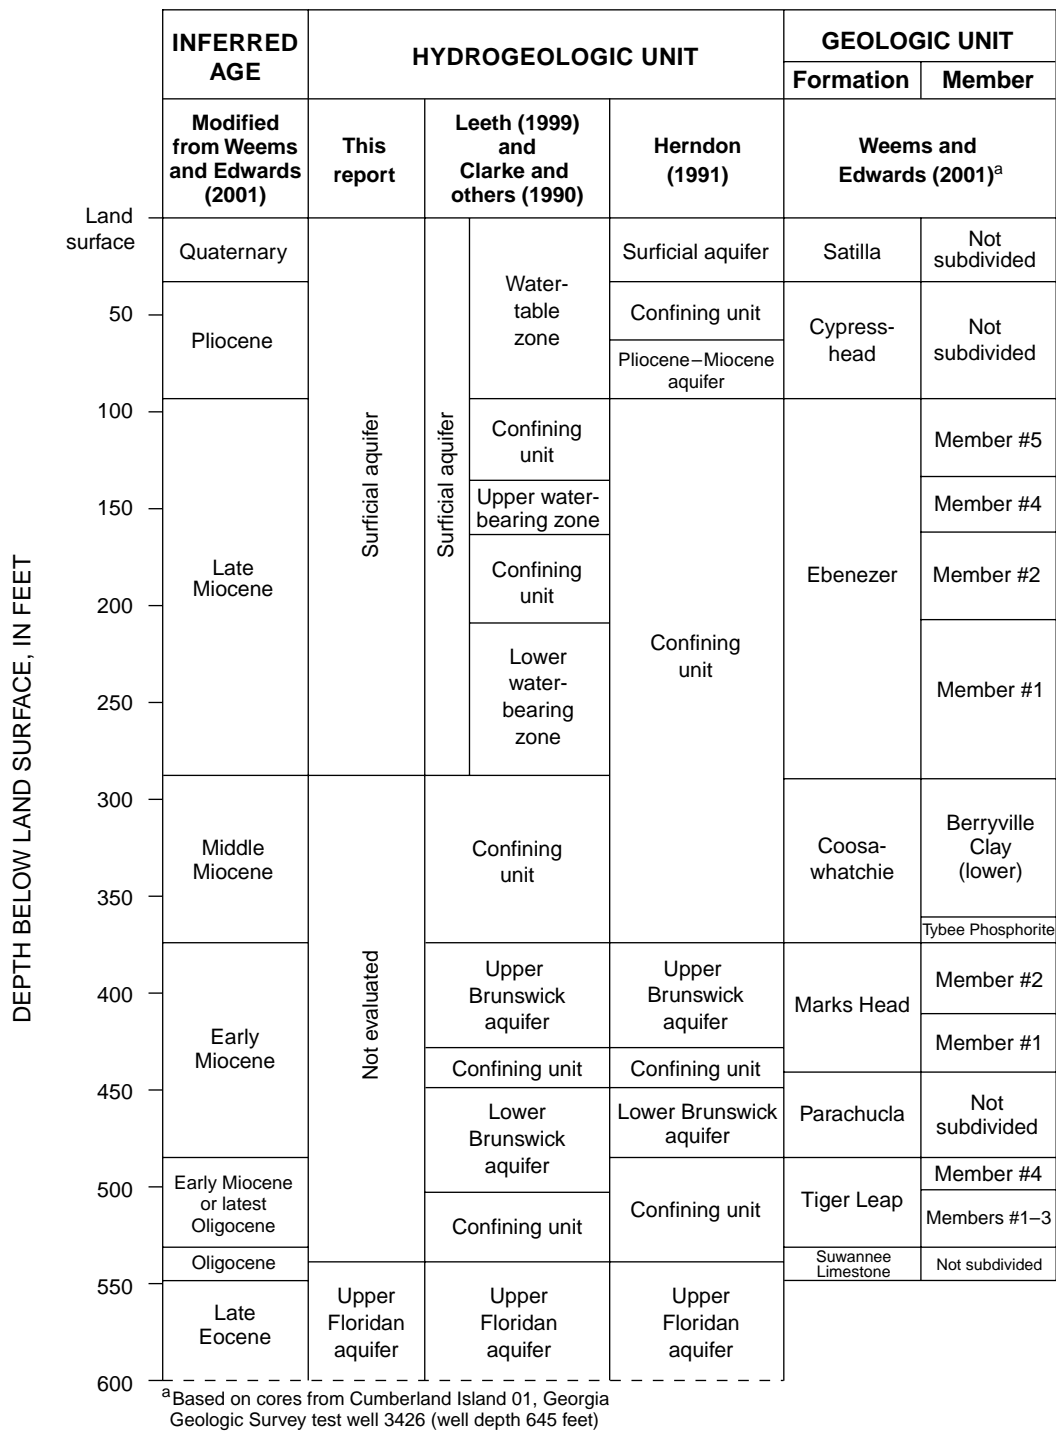 INFERRED
AGE
HYDROGEOLOGIC UNIT
GEOLOGIC UNIT
Formation
Member
Modified
from Weems
and Edwards
(2001)
This
report
Leeth (1999)
and
Clarke and
others (1990)
Herndon
(1991)
Weems and
Edwards (2001)a
DEPTH BELOW LAND SURFACE, IN FEET
Land
surface
50
100
150
200
250
300
350
400
450
500
550
600
Quaternary
Pliocene
Late
Miocene
Middle
Miocene
Early
Miocene
Early Miocene
or latest
Oligocene
Oligocene
Late
Eocene
Surficial aquifer
Not evaluated
Upper
Floridan
aquifer
Surficial aquifer
Water-
table
zone
Confining
unit
Upper water-
bearing zone
Confining
unit
Lower
water-
bearing
zone
Confining
unit
Upper
Brunswick
aquifer
Confining unit
Lower
Brunswick
aquifer
Confining unit
Upper
Floridan
aquifer
Surficial aquifer
Confining unit
Pliocene–Miocene
aquifer
Confining
unit
Upper
Brunswick
aquifer
Confining unit
Lower Brunswick
aquifer
Confining unit
Upper
Floridan
aquifer
Satilla
Cypress-
head
Ebenezer
Coosa-
whatchie
Marks Head
Parachucla
Tiger Leap
Suwannee
Limestone
Not
subdivided
Not
subdivided
Member #5
Member #4
Member #2
Member #1
Berryville
Clay
(lower)
Tybee Phosphorite
Member #2
Member #1
Not
subdivided
Member #4
Members #1–3
Not subdivided
a Based on cores from Cumberland Island 01, Georgia
Geologic Survey test well 3426 (well depth 645 feet)